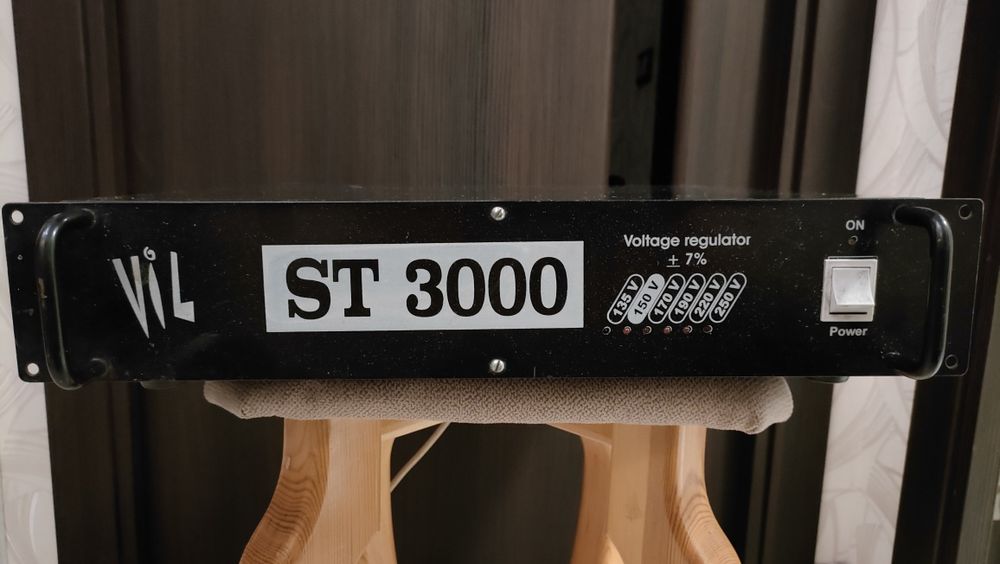 ViL
ST 3000
Voltage regulator
± 7%
135 V
150 V
170 V
190 V
220 V
250 V
ON
Power